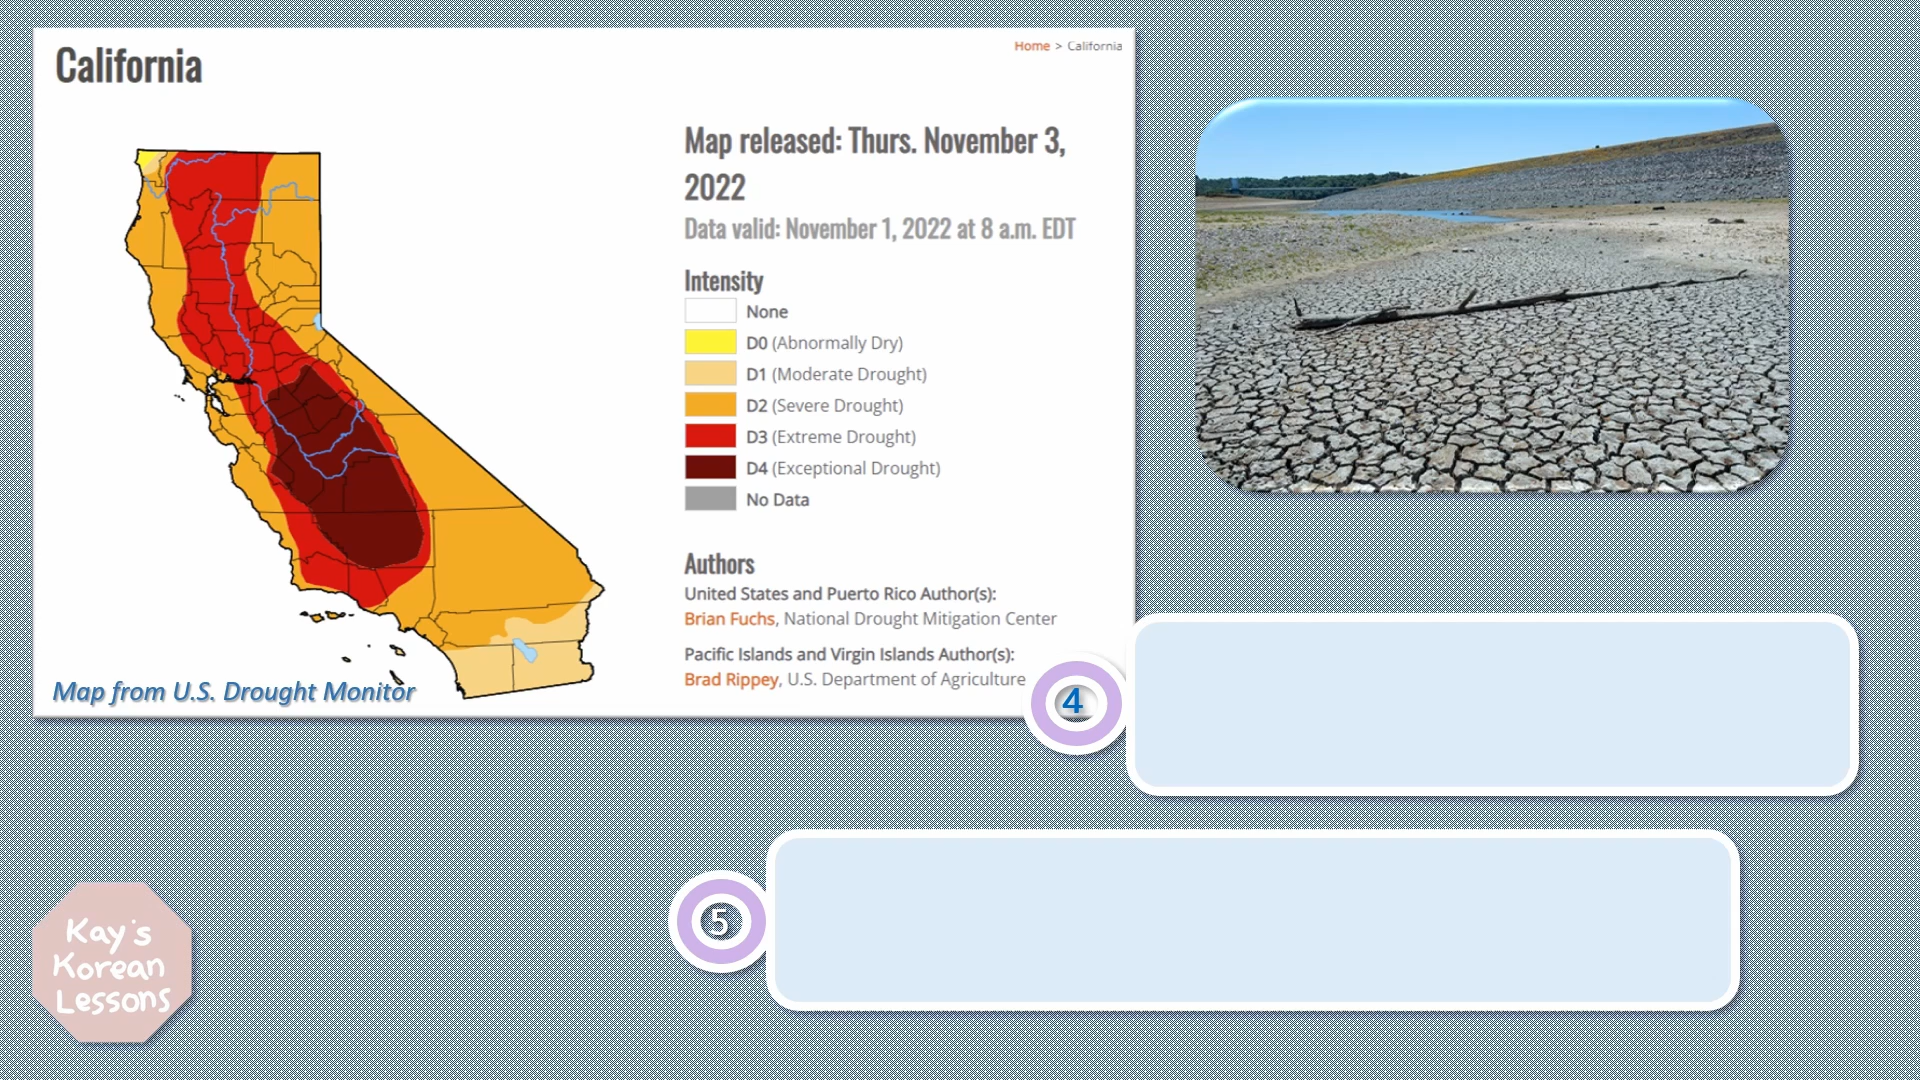 California
Home > California
Map released: Thurs. November 3,
2022
Data valid: November 1, 2022 at 8 a.m. EDT
Intensity
None
D0 (Abnormally Dry)
D1 (Moderate Drought)
D2 (Severe Drought)
D3 (Extreme Drought)
D4 (Exceptional Drought)
No Data
Authors
United States and Puerto Rico Author(s):
Brian Fuchs, National Drought Mitigation Center
Pacific Islands and Virgin Islands Author(s):
Brad Rippey, U.S. Department of Agriculture
Map from U.S. Drought Monitor
4
5
Kay's
Korean
Lessons